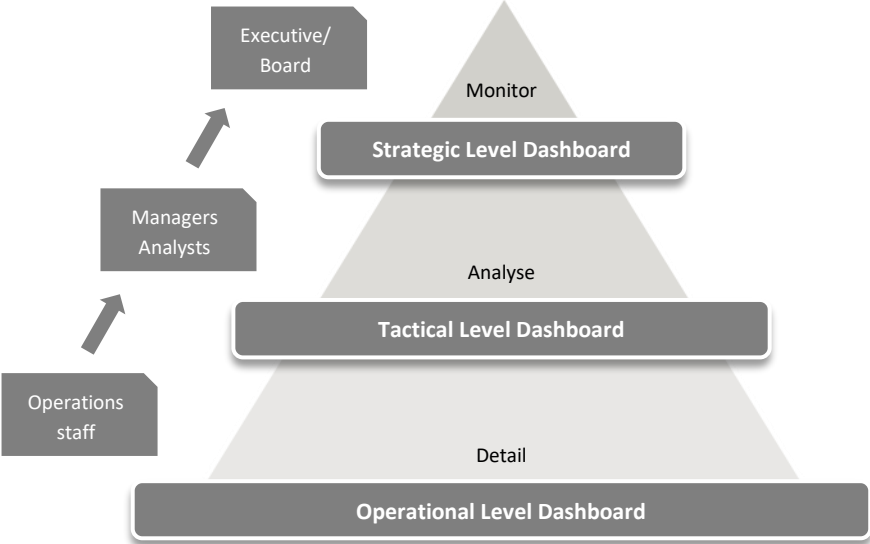 Executive/
Board
Monitor
Strategic Level Dashboard
Managers
Analysts
Analyse
Tactical Level Dashboard
Operations
staff
Detail
Operational Level Dashboard